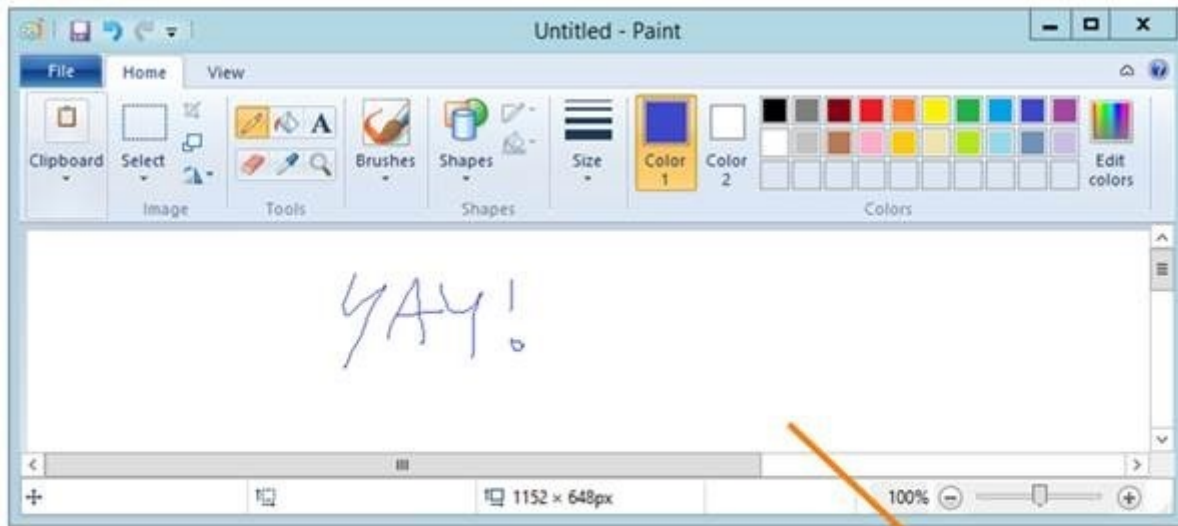 Untitled - Paint
File Home View
Clipboard Select Brushes Shapes Size Color 1 Color 2 Edit colors
Image Tools Shapes Colors
YAY!
1152 × 648px 100%